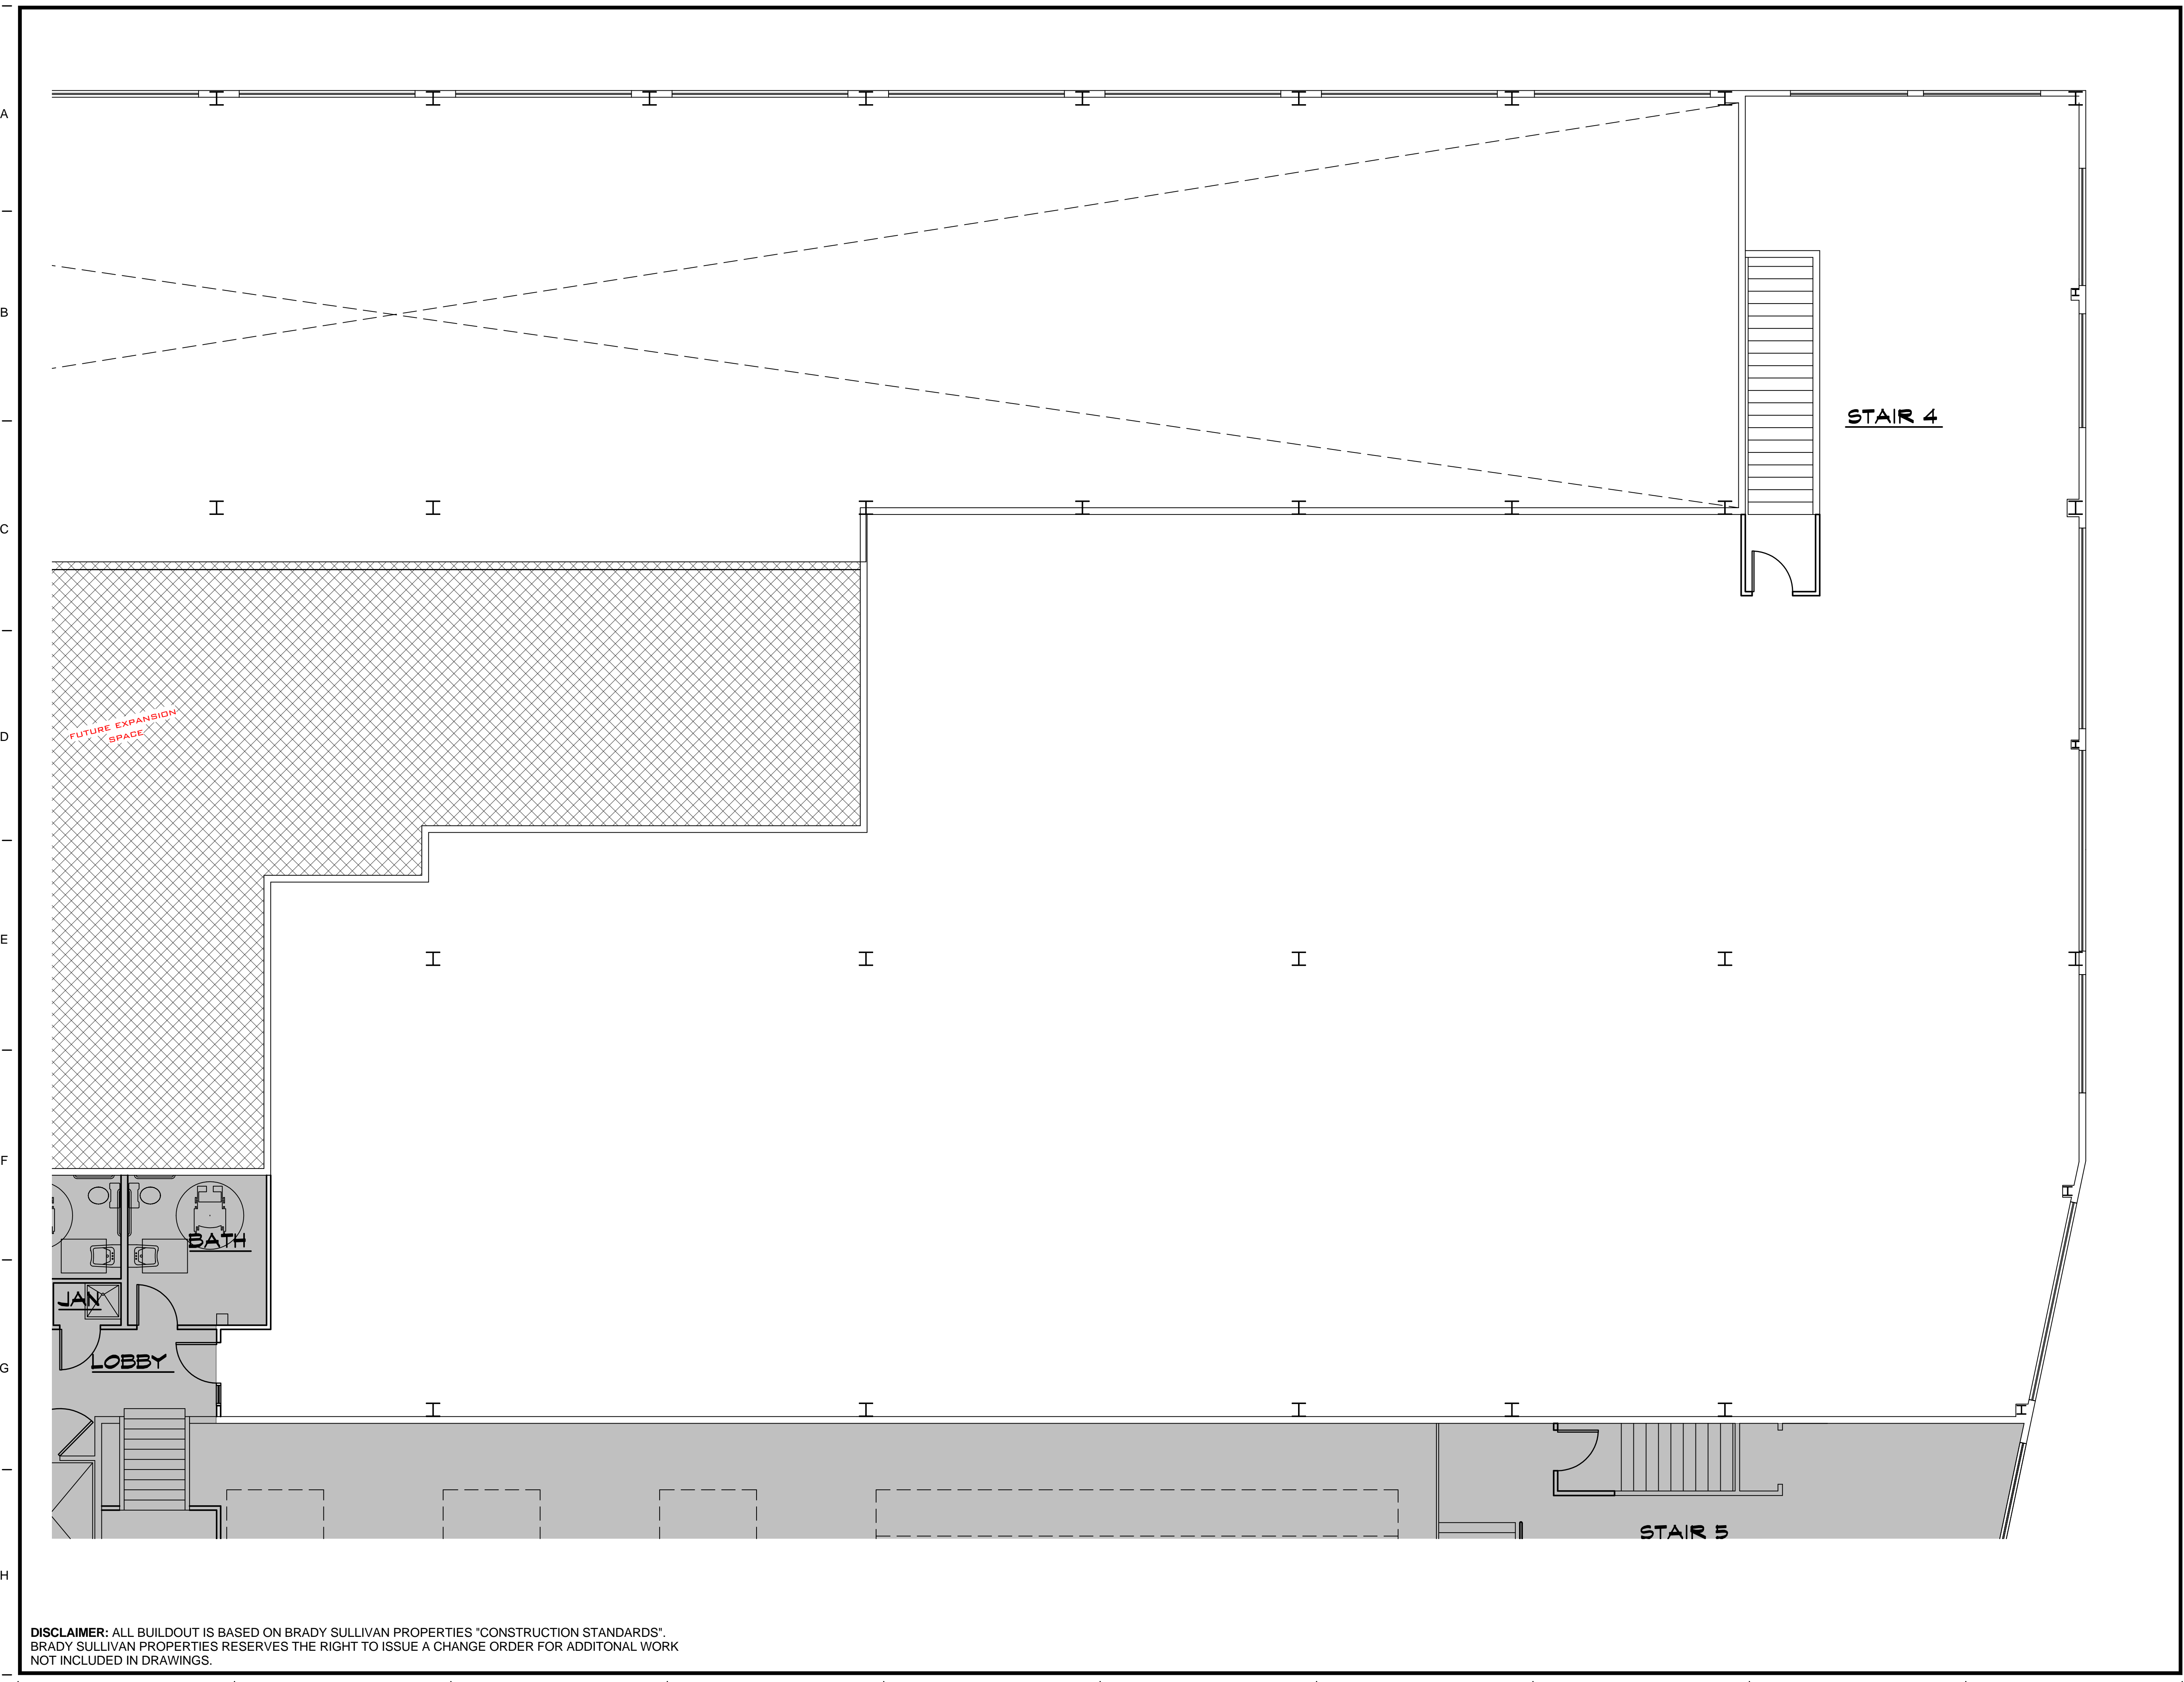 A
B
STAIR 4
C
FUTURE EXPANSION
SPACE
D
E
F
BATH
JAN
LOBBY
G
STAIR 5
H
DISCLAIMER: ALL BUILDOUT IS BASED ON BRADY SULLIVAN PROPERTIES "CONSTRUCTION STANDARDS".
BRADY SULLIVAN PROPERTIES RESERVES THE RIGHT TO ISSUE A CHANGE ORDER FOR ADDITONAL WORK
NOT INCLUDED IN DRAWINGS.